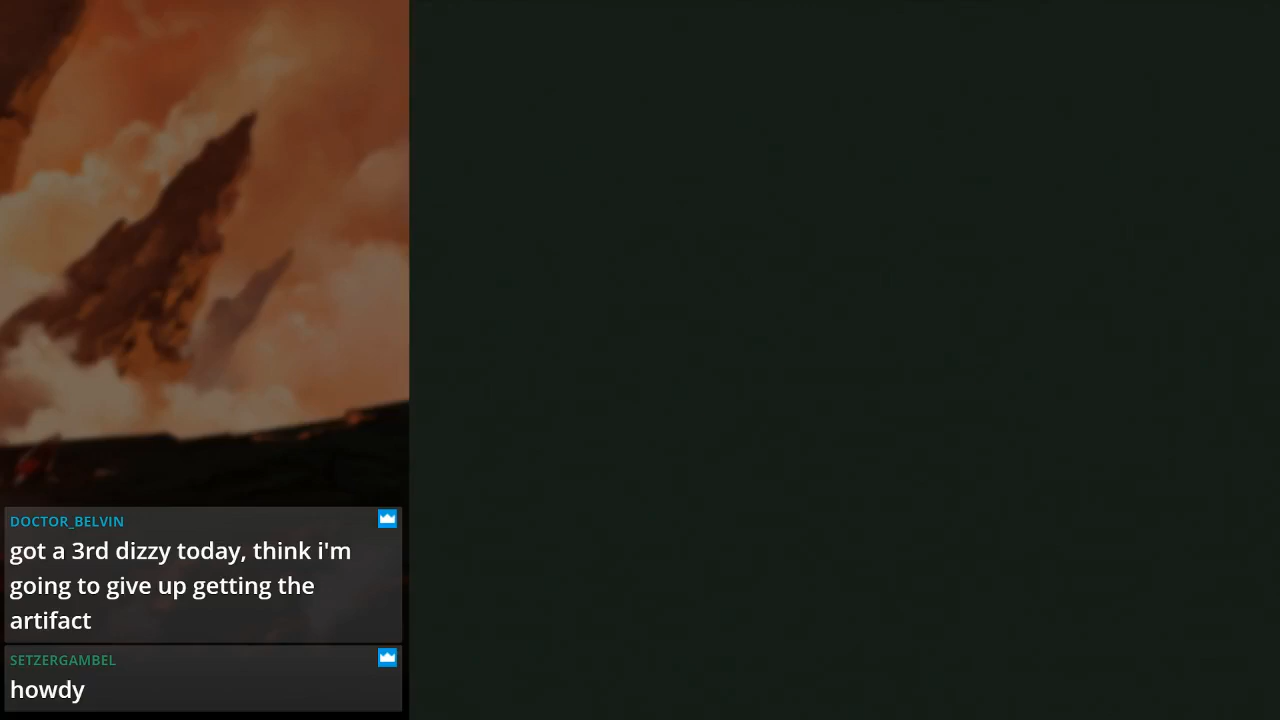 DOCTOR_BELVIN
got a 3rd dizzy today, think i'm
going to give up getting the
artifact
SETZERGAMBEL
howdy